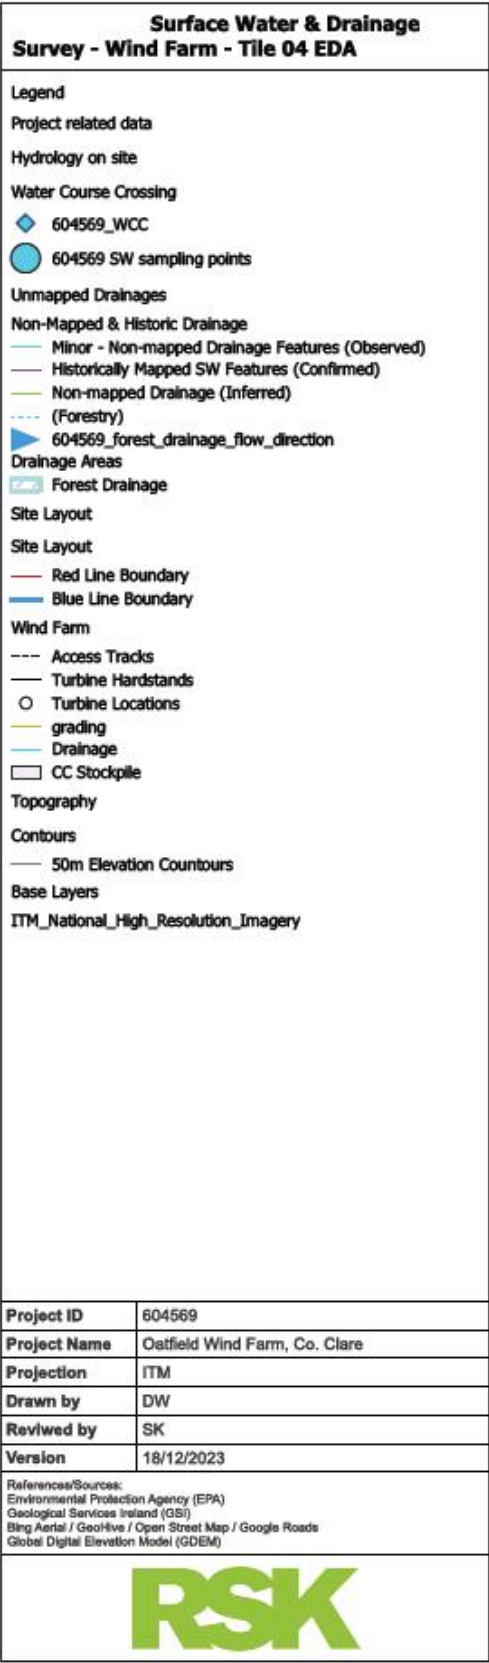 Surface Water & Drainage
Survey - Wind Farm - Tile 04 EDA
Legend
Project related data
Hydrology on site
Water Course Crossing
604569_WCC
604569 SW sampling points
Unmapped Drainages
Non-Mapped & Historic Drainage
Minor - Non-mapped Drainage Features (Observed)
Historically Mapped SW Features (Confirmed)
Non-mapped Drainage (Inferred)
(Forestry)
604569_forest_drainage_flow_direction
Drainage Areas
Forest Drainage
Site Layout
Site Layout
Red Line Boundary
Blue Line Boundary
Wind Farm
Access Tracks
Turbine Hardstands
Turbine Locations
grading
Drainage
CC Stockpile
Topography
Contours
50m Elevation Countours
Base Layers
ITM_National_High_Resolution_Imagery
Project ID 604569
Project Name Oatfield Wind Farm, Co. Clare
Projection ITM
Drawn by DW
Reviwed by SK
Version 18/12/2023
References/Sources:
Environmental Protection Agency (EPA)
Geological Services Ireland (GSI)
Bing Aerial / GeoHive / Open Street Map / Google Roads
Global Digital Elevation Model (GDEM)
RSK